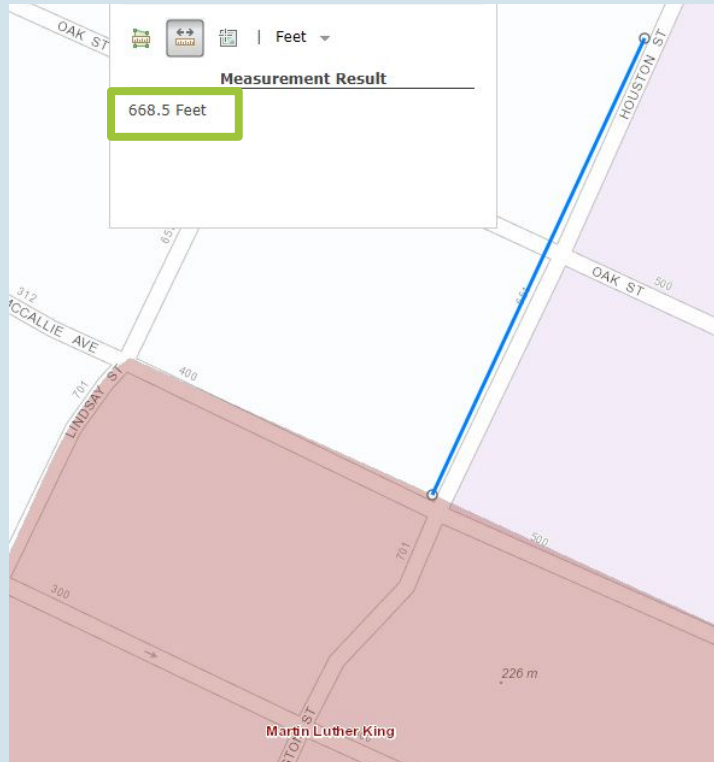 OAK ST
Feet
Measurement Result
668.5 Feet
HOUSTON ST
OAK ST
500
651
312
MCCALLIE AVE
701
LINDSAY ST
400
701
500
300
226 m
Martin Luther King